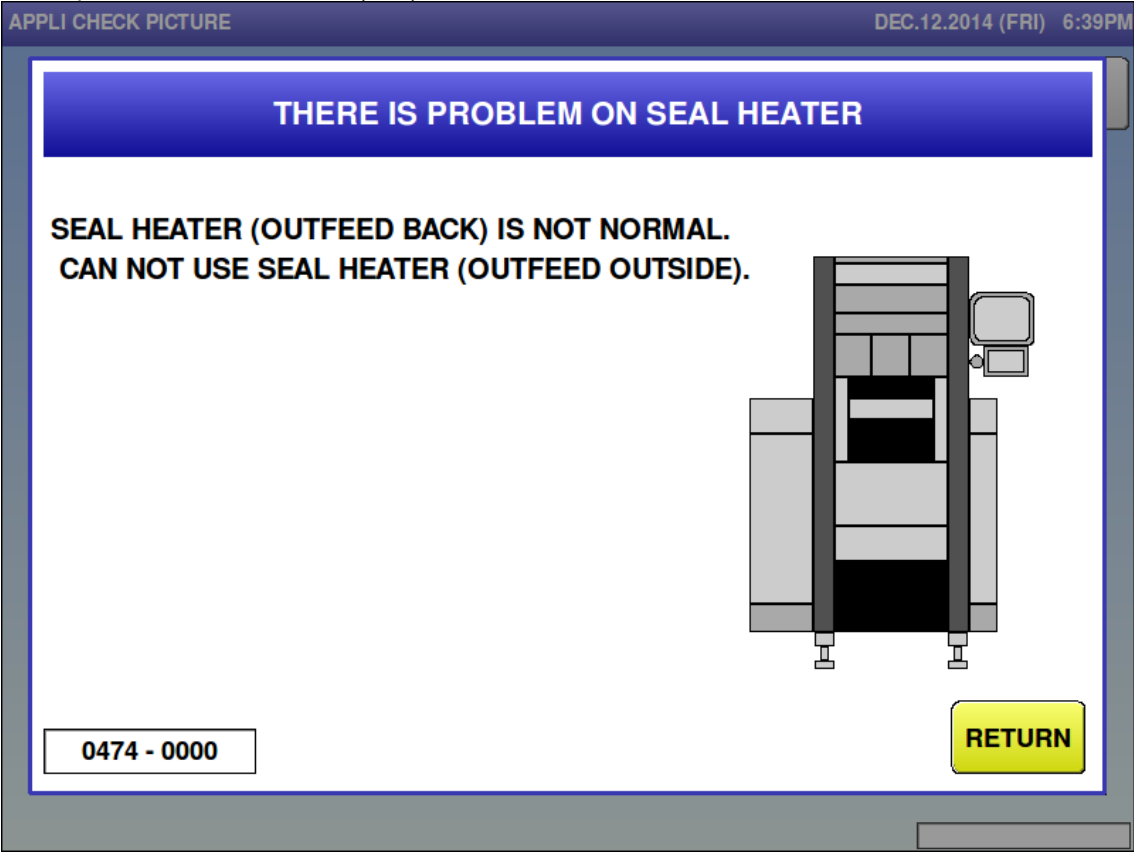 APPLI CHECK PICTURE DEC.12.2014 (FRI) 6:39PM
THERE IS PROBLEM ON SEAL HEATER
SEAL HEATER (OUTFEED BACK) IS NOT NORMAL.
CAN NOT USE SEAL HEATER (OUTFEED OUTSIDE).
0474 - 0000
RETURN